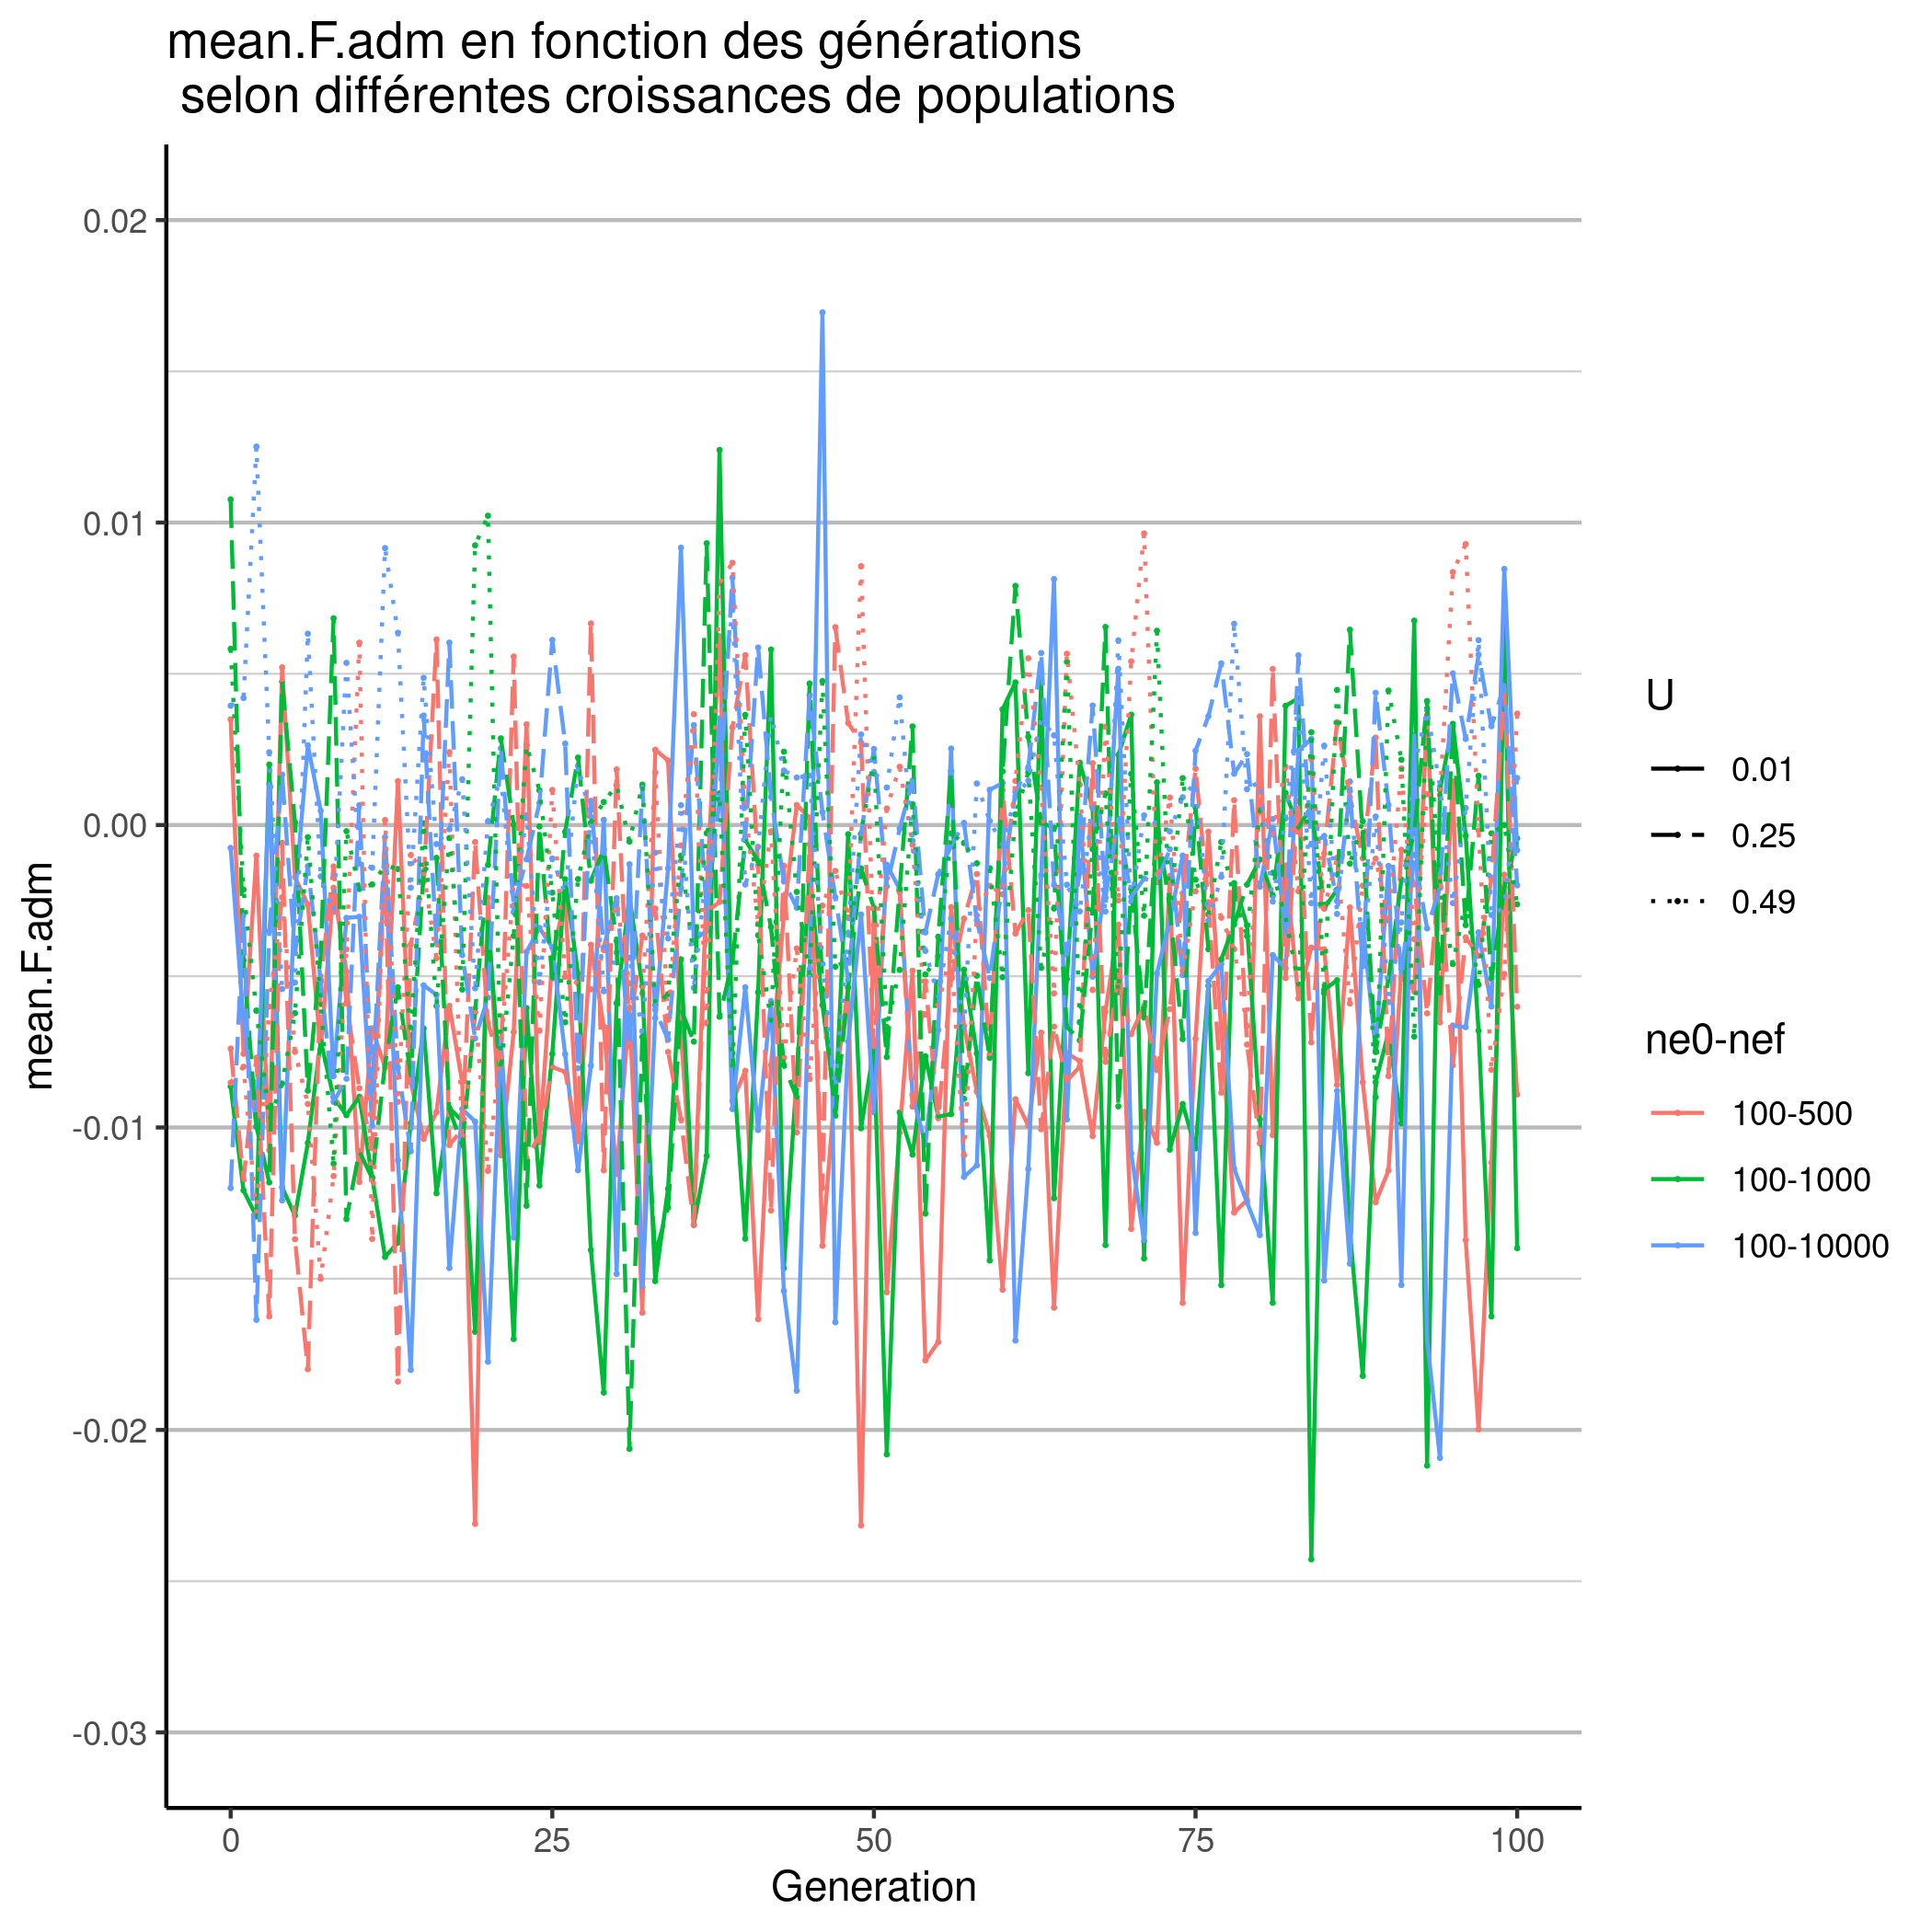 mean.F.adm en fonction des générations
selon différentes croissances de populations
mean.F.adm
0.02
0.01
0.00
-0.01
-0.02
-0.03
0
25
50
75
100
Generation
U
0.01
0.25
0.49
ne0-nef
100-500
100-1000
100-10000